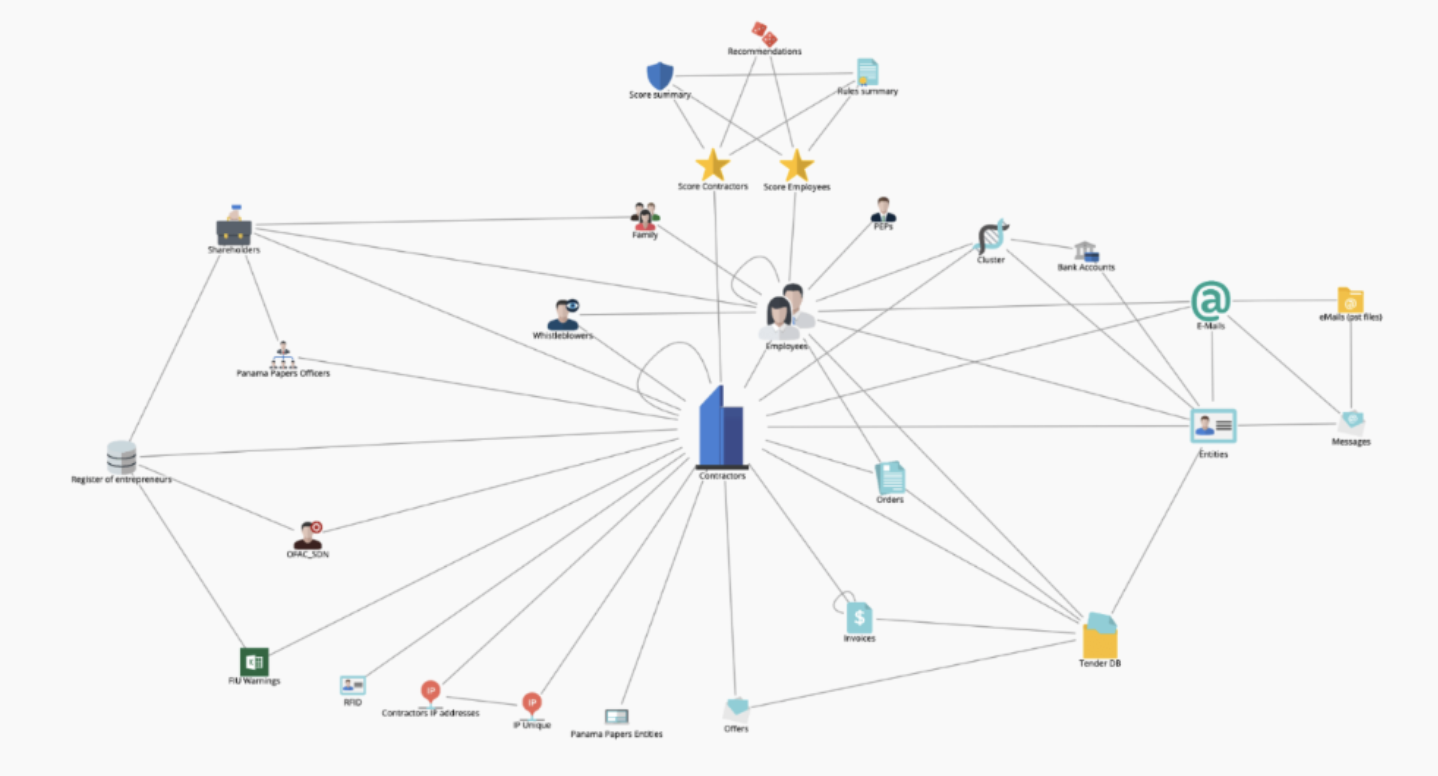 Recommendations
Score summary
Rules summary
Score Contractors
Score Employees
Family
PEPs
Shareholders
Cluster
Bank Accounts
@
E-Mails
@
eMails (pst files)
Whistleblowers
Employees
Panama Papers Officers
Contractors
Entities
Messages
Register of entrepreneurs
Orders
OFAC_SDN
$
Invoices
Tender DB
FIU Warnings
RFID
IP
Contractors IP addresses
IP
IP Unique
Panama Papers Entities
Offers